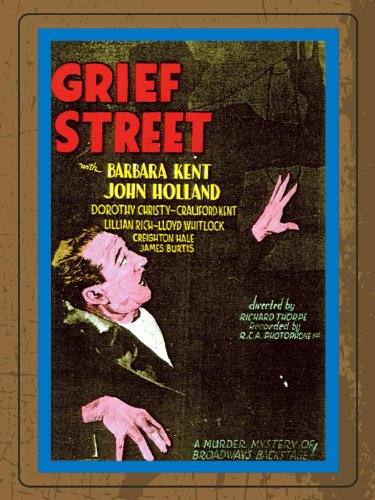 GRIEF
STREET
with BARBARA KENT
JOHN HOLLAND
DOROTHY CHRISTY-CRAUFORD KENT
LILLIAN RICH-LLOYD WHITLOCK
CREIGHTON HALE
JAMES BURTIS
directed by
RICHARD THORPE
Recorded by
R.C.A. PHOTOPHONE INC.
A MURDER MYSTERY OF
BROADWAYS BACKSTAGE!